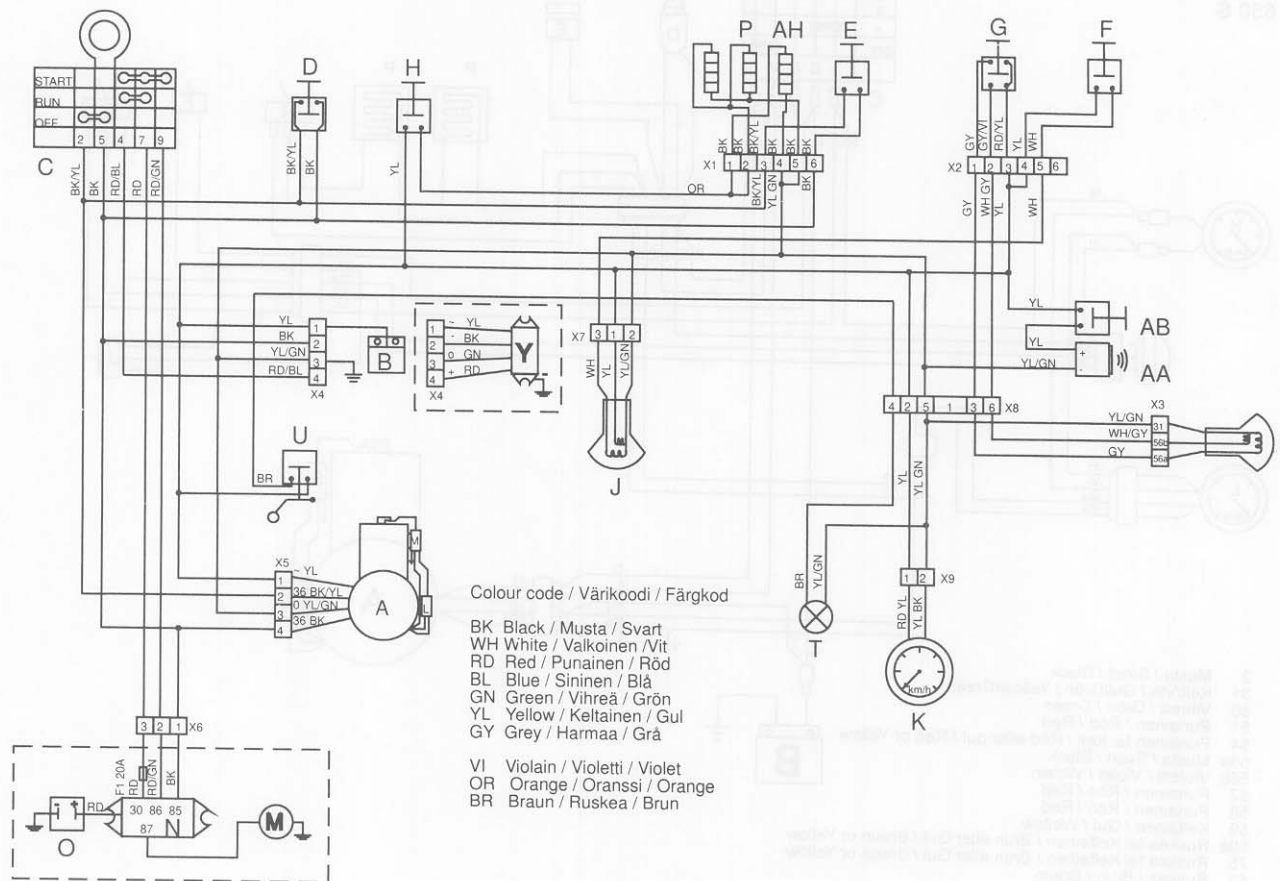 D H P AH E G F
START
RUN
OFF
2 5 4 7 9
C
BK/YL BK RD/BL RD RD/GN
BK/YL BK
YL
OR
BK BK BK/YL BK BK BK
X1 1 2 3 4 5 6
BK/YL YL GN BK
GY GY/VI RD/YL YL WH
X2 1 2 3 4 5 6
GY WH GY YL WH
YL
BK
YL/GN
RD/BL
1
2
3
4
X4
B
1 ~ YL
2 - BK
3 0 GN
4 + RD
X4
Y
X7 3 1 2
WH YL YL/GN
J
YL
AB
YL
YL/GN
+
-
AA
4 2 5 1 3 6 X8
X3
YL/GN 31
WH/GY 56b
GY 56a
U
BR
YL YL GN
X5
1 ~ YL
2 36 BK/YL
3 0 YL/GN
4 36 BK
A
M
L
BR YL/GN
T
1 2 X9
RD YL YL BK
km/h
K
Colour code / Värikoodi / Färgkod
BK Black / Musta / Svart
WH White / Valkoinen /Vit
RD Red / Punainen / Röd
BL Blue / Sininen / Blå
GN Green / Vihreä / Grön
YL Yellow / Keltainen / Gul
GY Grey / Harmaa / Grå
VI Violain / Violetti / Violet
OR Orange / Oranssi / Orange
BR Braun / Ruskea / Brun
3 2 1 X6
F1 20A RD RD/GN BK
- + RD
30 86 85
87 N
M
O